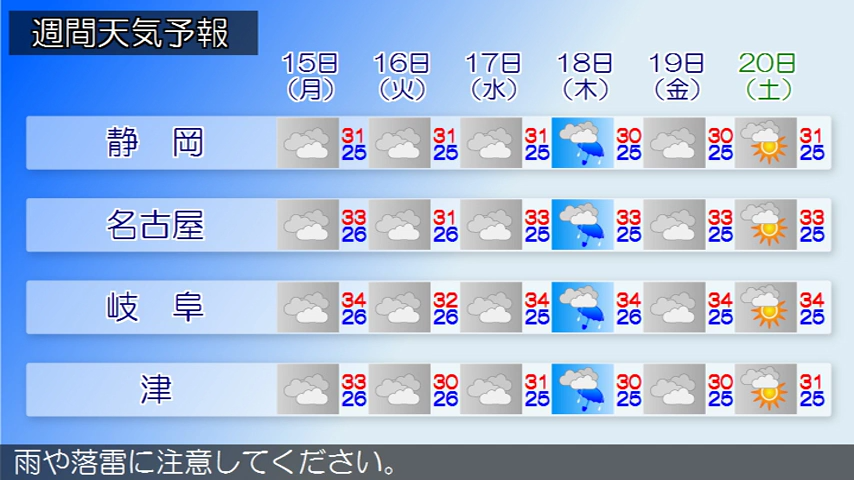 週間天気予報
15日 16日 17日 18日 19日 20日
（月） （火） （水） （木） （金） （土）
静　岡 31 25 31 25 31 25 30 25 30 25 31 25
名古屋 33 26 31 26 33 25 33 25 33 25 33 25
岐　阜 34 26 32 26 34 25 34 26 34 25 34 25
津 33 26 30 26 31 25 30 25 30 25 31 25
雨や落雷に注意してください。